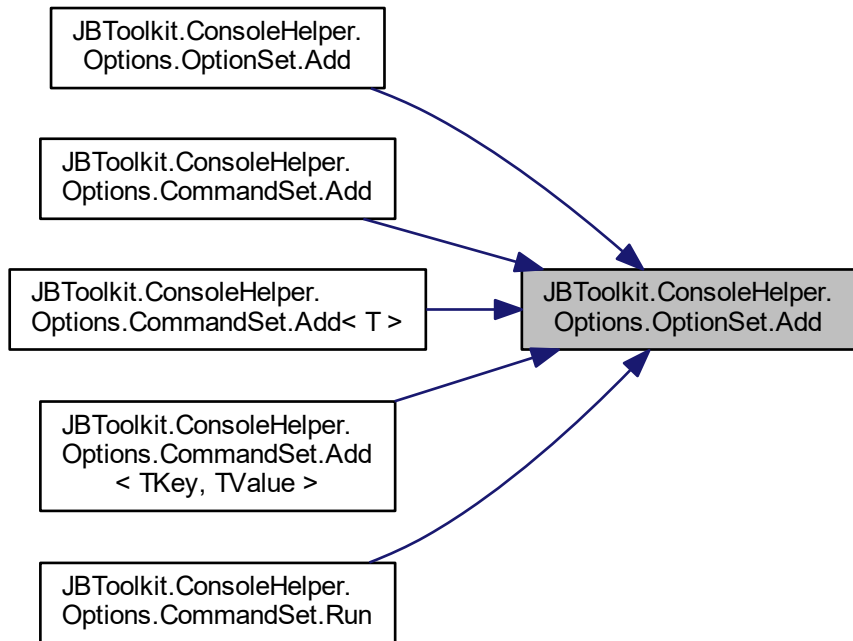 JBToolkit.ConsoleHelper.
Options.OptionSet.Add
JBToolkit.ConsoleHelper.
Options.CommandSet.Add
JBToolkit.ConsoleHelper.
Options.CommandSet.Add< T >
JBToolkit.ConsoleHelper.
Options.CommandSet.Add
< TKey, TValue >
JBToolkit.ConsoleHelper.
Options.CommandSet.Run
JBToolkit.ConsoleHelper.
Options.OptionSet.Add